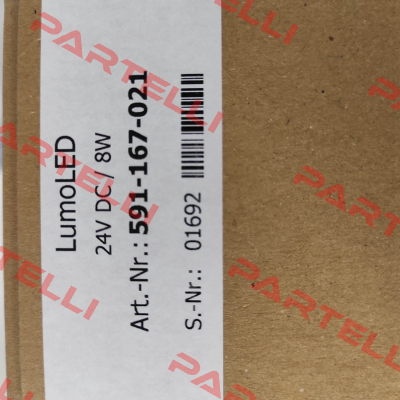 LumoLED
24V DC / 8W
Art.-Nr.: 591-167-021
S.-Nr.: 01692
PARTELLI
PARTELLI
PARTELLI
PARTELLI